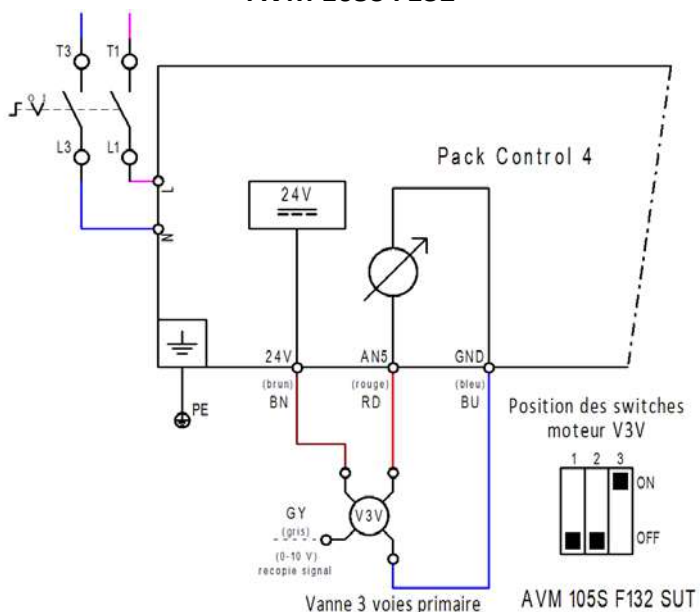 T3
T1
Q 1
L3
L1
L
N
Pack Control 4
24V
24V
AN5
GND
(brun)
(rouge)
(bleu)
BN
RD
BU
PE
Position des switches
moteur V3V
1 2 3
ON
OFF
GY
(gris)
V3V
(0-10 V)
recopie signal
Vanne 3 voies primaire
AVM 105S F132 SUT